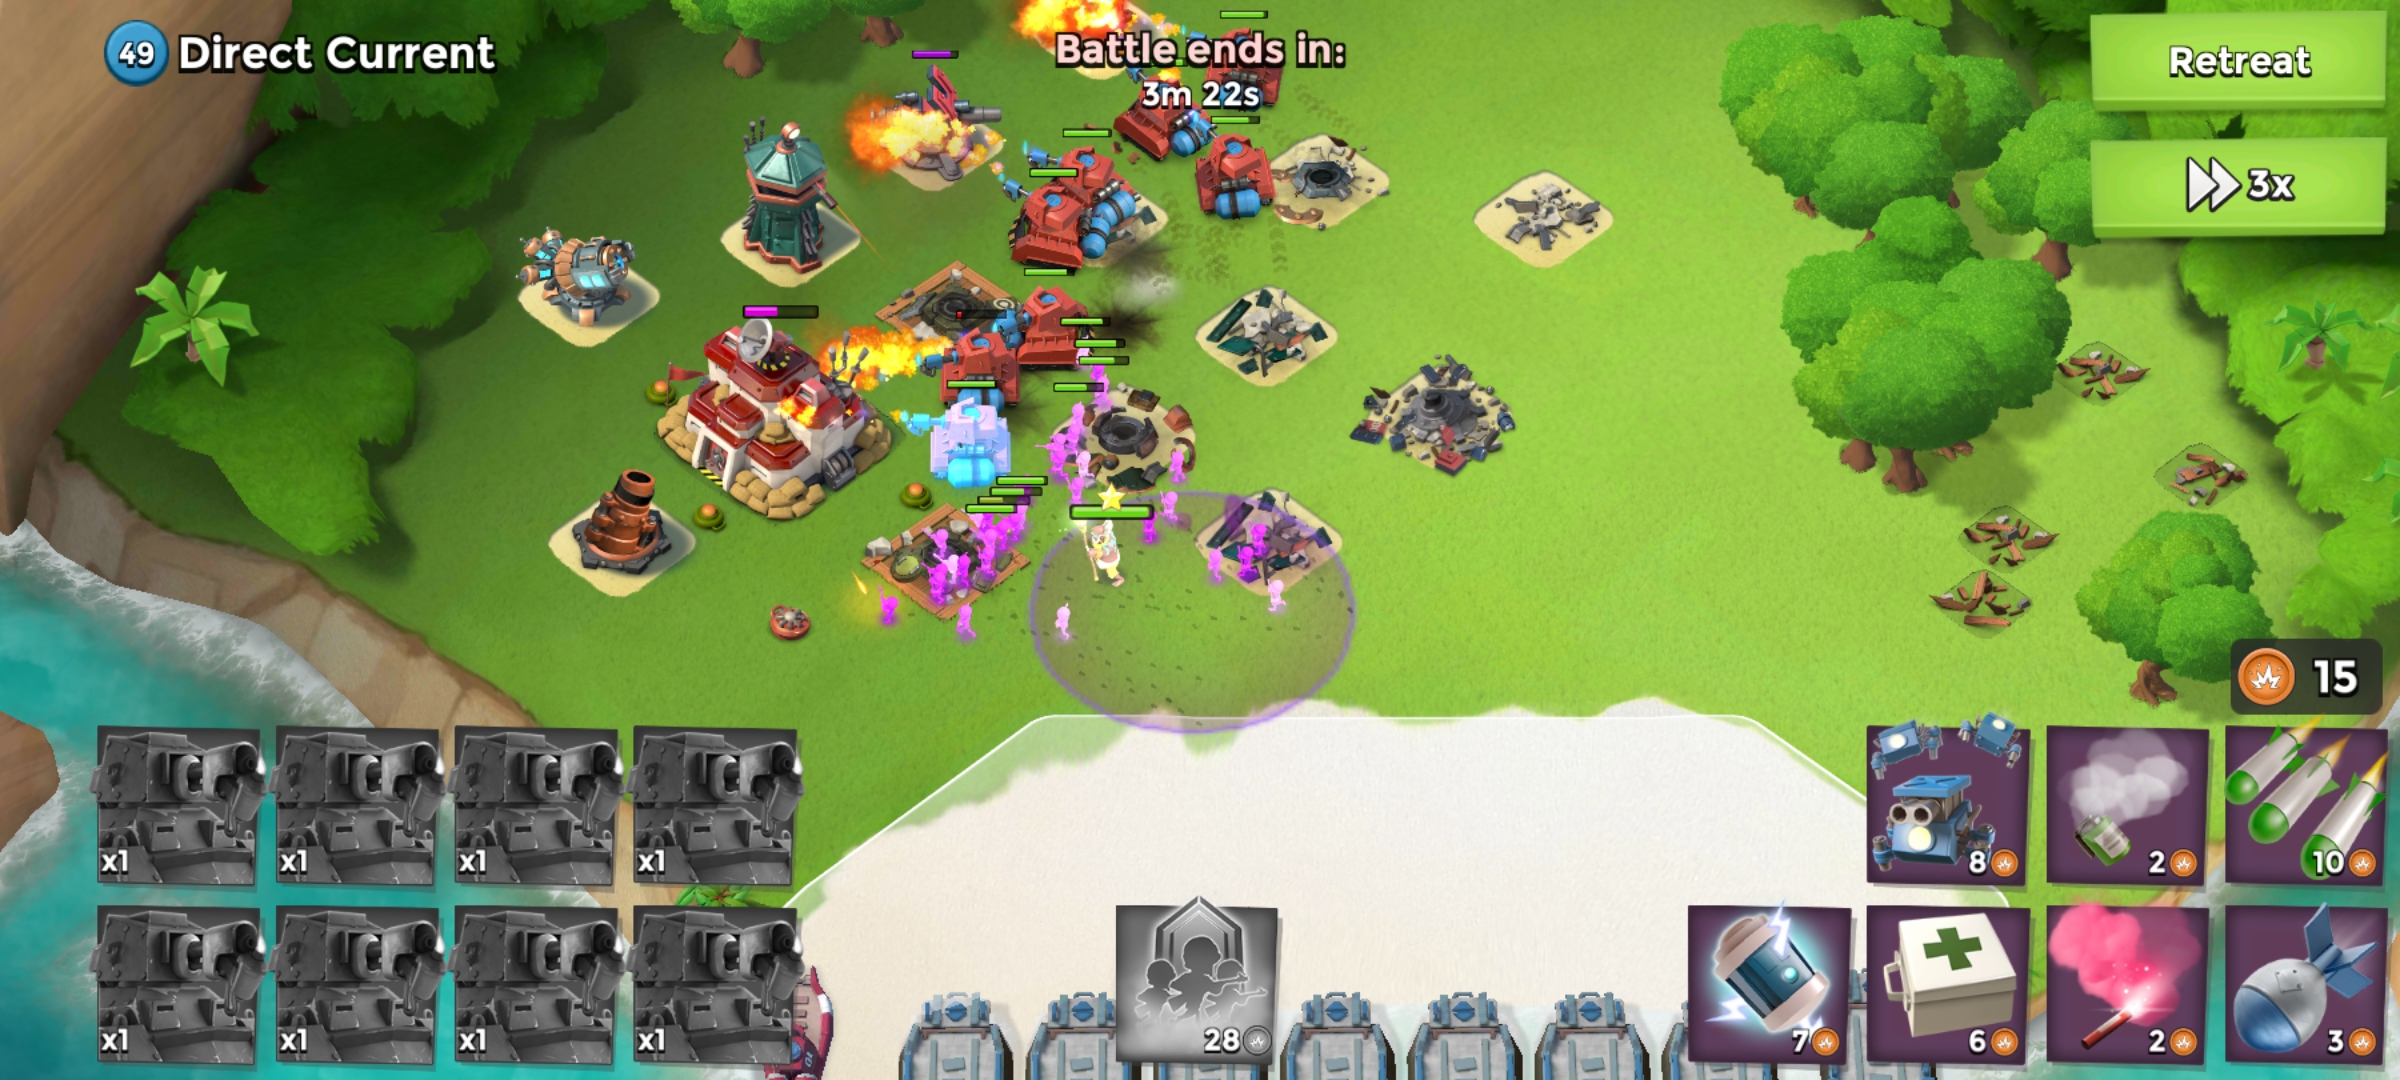 49 Direct Current
Battle ends in:
3m 22s
Retreat
3x
15
8
2
10
x1
x1
x1
x1
x1
x1
x1
x1
28
7
6
2
3